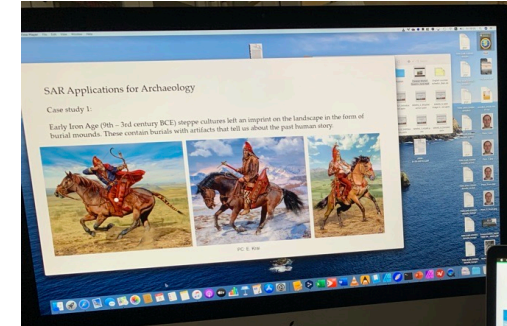 SAR Applications for Archaeology
Case study 1:
Early Iron Age (9th – 3rd century BCE) steppe cultures left an imprint on the landscape in the form of
burial mounds. These contain burials with artifacts that tell us about the past human story.